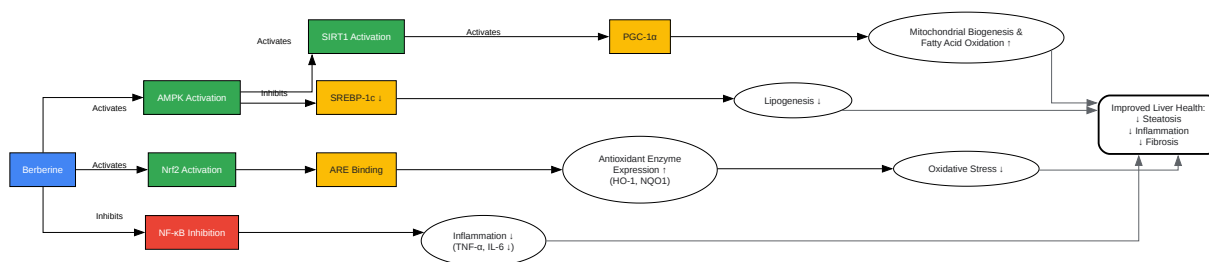 SIRT1 Activation
Activates
PGC-1α
Mitochondrial Biogenesis &
Fatty Acid Oxidation ↑
Activates
AMPK Activation
Inhibits
SREBP-1c ↓
Lipogenesis ↓
Activates
Improved Liver Health:
↓ Steatosis
↓ Inflammation
↓ Fibrosis
Berberine
Activates
Nrf2 Activation
ARE Binding
Antioxidant Enzyme
Expression ↑
(HO-1, NQO1)
Oxidative Stress ↓
Inhibits
NF-κB Inhibition
Inflammation ↓
(TNF-α, IL-6 ↓)